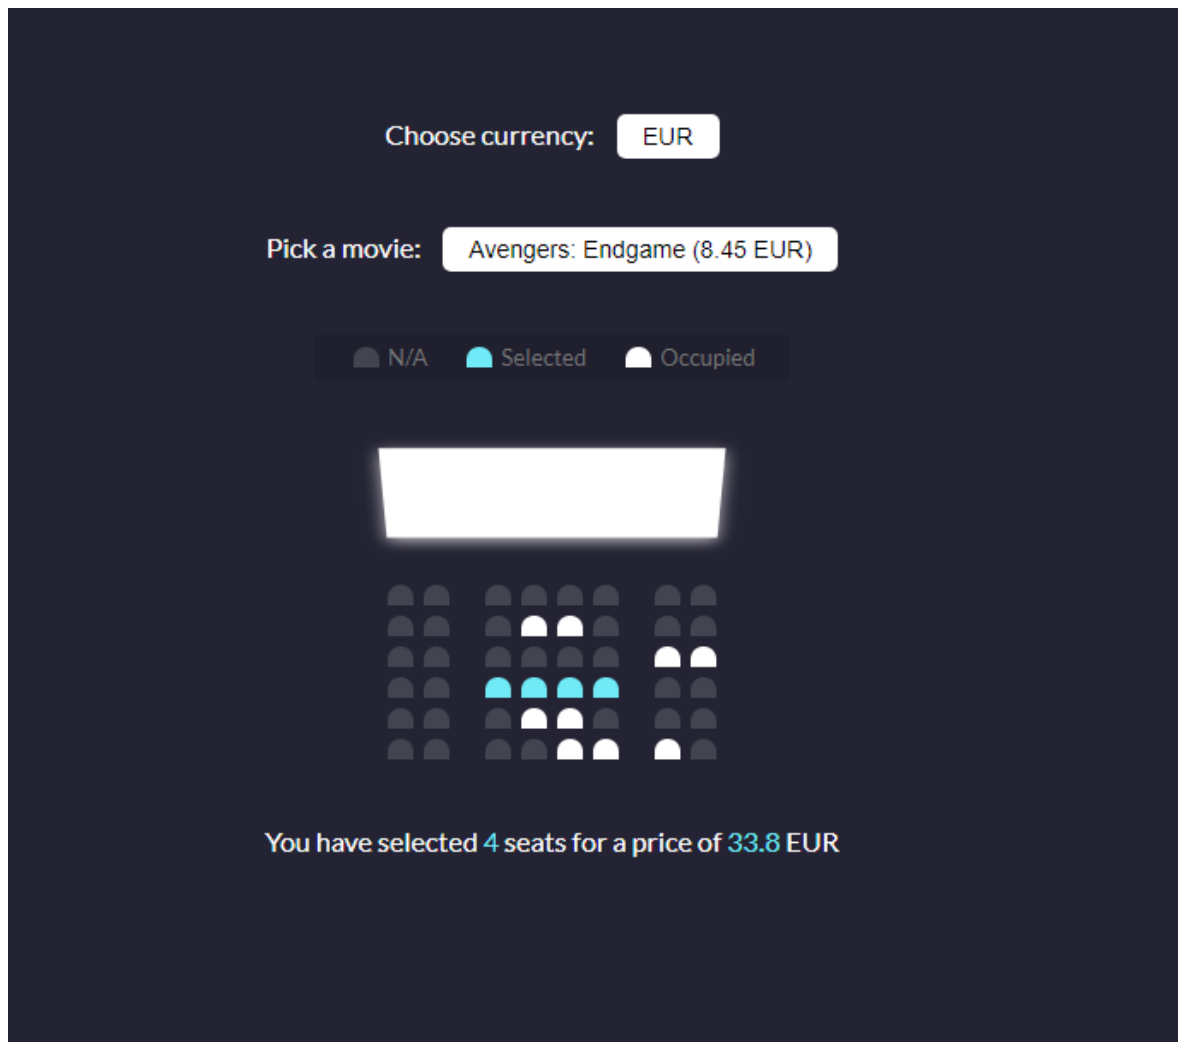 Choose currency: EUR
Pick a movie: Avengers: Endgame (8.45 EUR)
N/A Selected Occupied
You have selected 4 seats for a price of 33.8 EUR